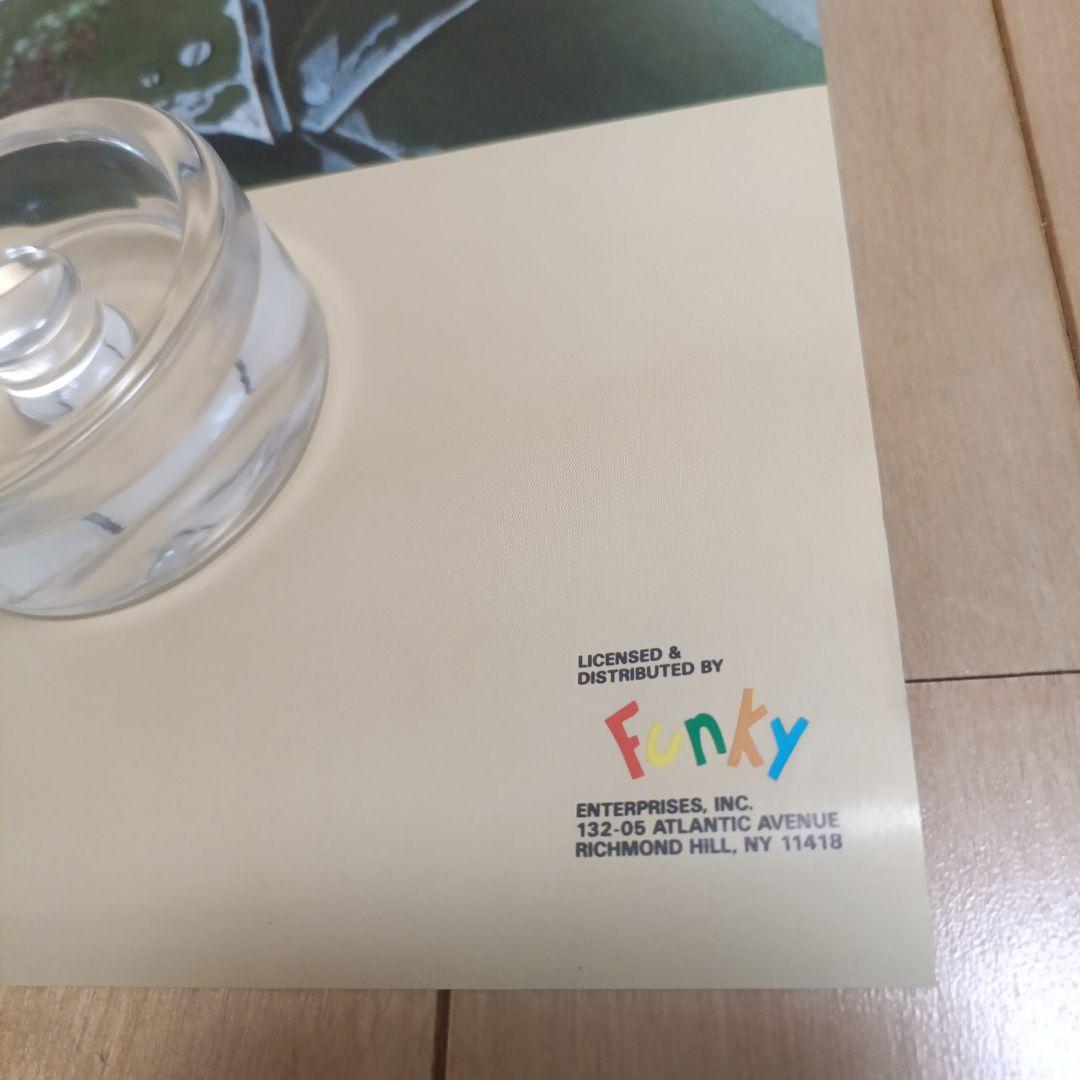 LICENSED &
DISTRIBUTED BY
Funky
ENTERPRISES, INC.
132-05 ATLANTIC AVENUE
RICHMOND HILL, NY 11418